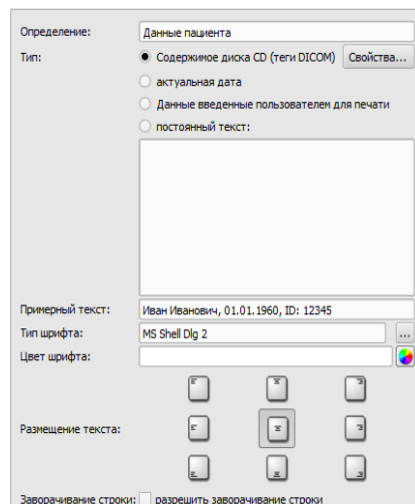 Определение: Данные пациента
Тип: Содержимое диска CD (теги DICOM) Свойства...
актуальная дата
Данные введенные пользователем для печати
постоянный текст:
Примерный текст: Иван Иванович, 01.01.1960, ID: 12345
Тип шрифта: MS Shell Dlg 2 ...
Цвет шрифта:
Размещение текста:
Заворачивание строки: разрешить заворачивание строки